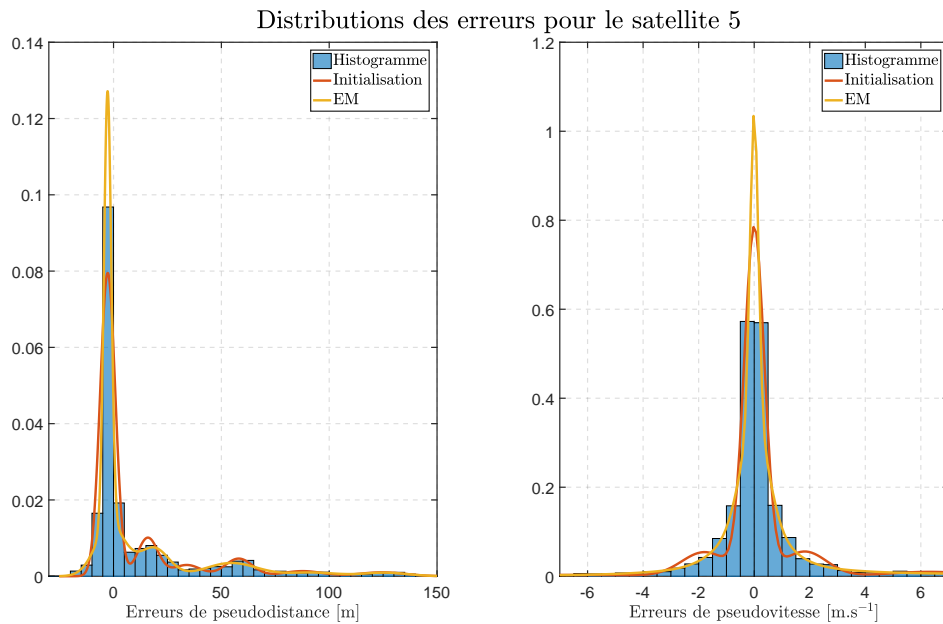 Distributions des erreurs pour le satellite 5
0.14
0.12
0.1
0.08
0.06
0.04
0.02
0
Histogramme
Initialisation
EM
0 50 100 150
Erreurs de pseudodistance [m]
1.2
1
0.8
0.6
0.4
0.2
0
Histogramme
Initialisation
EM
-6 -4 -2 0 2 4 6
Erreurs de pseudovitesse [m.s⁻¹]